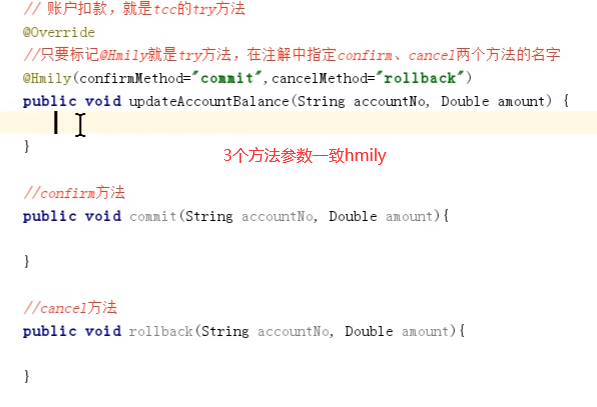 // 账户扣款，就是tcc的try方法
@Override
//只要标记@Hmily就是try方法，在注解中指定confirm、cancel两个方法的名字
@Hmily(confirmMethod="commit",cancelMethod="rollback")
public void updateAccountBalance(String accountNo, Double amount) {
}
3个方法参数一致hmily
//confirm方法
public void commit(String accountNo, Double amount){
}
//cancel方法
public void rollback(String accountNo, Double amount){
}